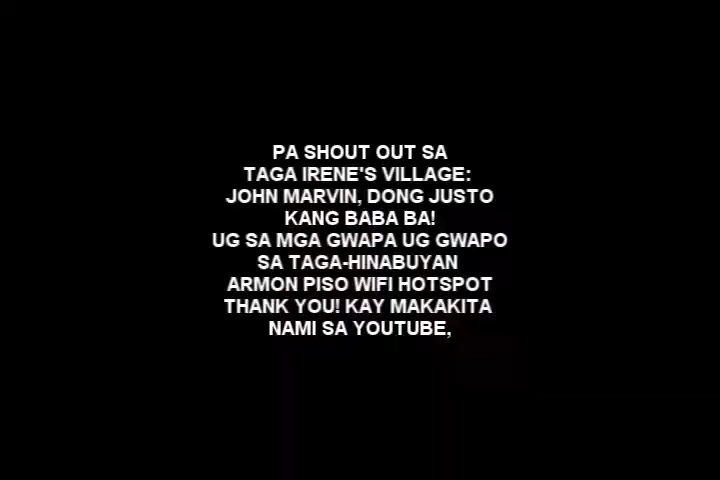 PA SHOUT OUT SA
TAGA IRENE'S VILLAGE:
JOHN MARVIN, DONG JUSTO
KANG BABA BA!
UG SA MGA GWAPA UG GWAPO
SA TAGA-HINABUYAN
ARMON PISO WIFI HOTSPOT
THANK YOU! KAY MAKAKITA
NAMI SA YOUTUBE,